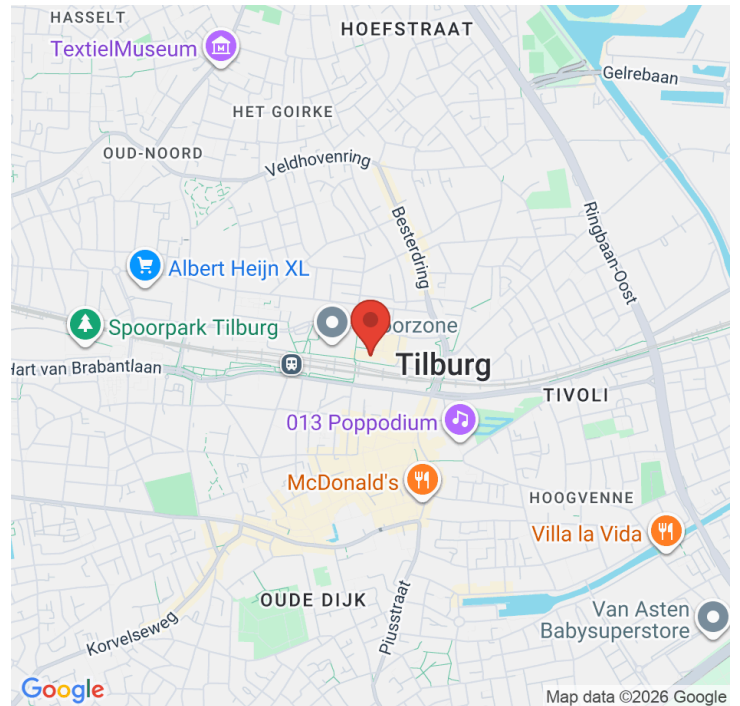 HASSELT
HOEFSTRAAT
TextielMuseum
Gelrebaan
HET GOIRKE
OUD-NOORD
Veldhovenring
Besterdring
Ringbaan-Oost
Albert Heijn XL
Spoorpark Tilburg
oorzone
Hart van Brabantlaan
Tilburg
TIVOLI
013 Poppodium
McDonald's
HOOGVENNE
Villa la Vida
OUDE DIJK
Piusstraat
Korvelseweg
Van Asten
Babysuperstore
Google
Map data ©2026 Google